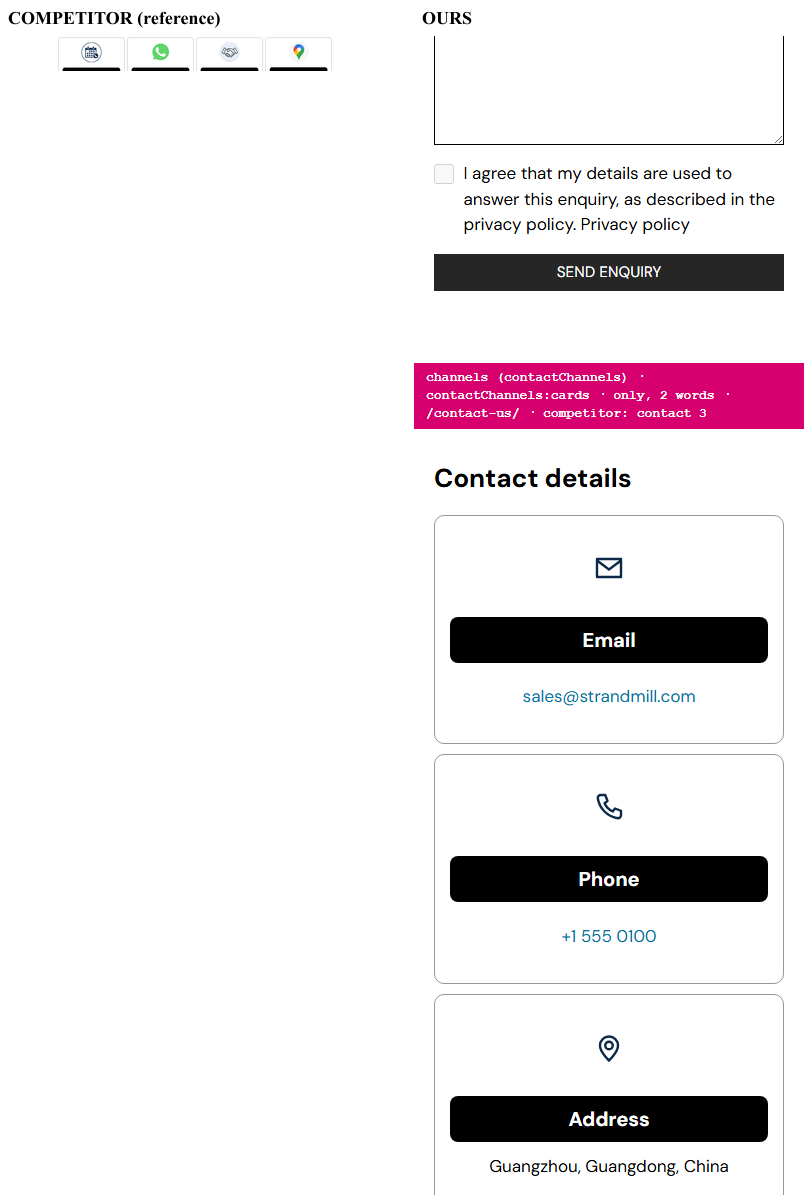 COMPETITOR (reference)
OURS
I agree that my details are used to
answer this enquiry, as described in the
privacy policy. Privacy policy
SEND ENQUIRY
channels (contactChannels) ·
contactChannels:cards · only, 2 words ·
/contact-us/ · competitor: contact 3
Contact details
Email
sales@strandmill.com
Phone
+1 555 0100
Address
Guangzhou, Guangdong, China